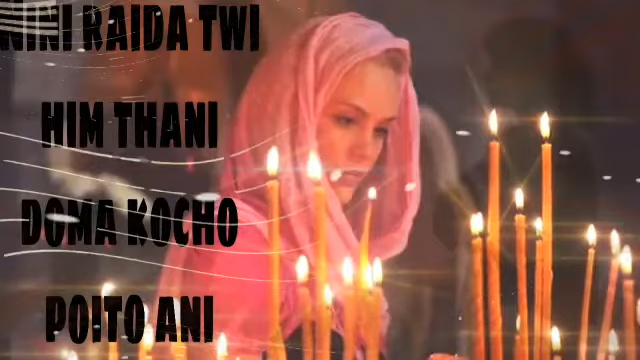 NINI RAIDA TWI
HIM THANI
DOMA KOCHO
POITO ANI